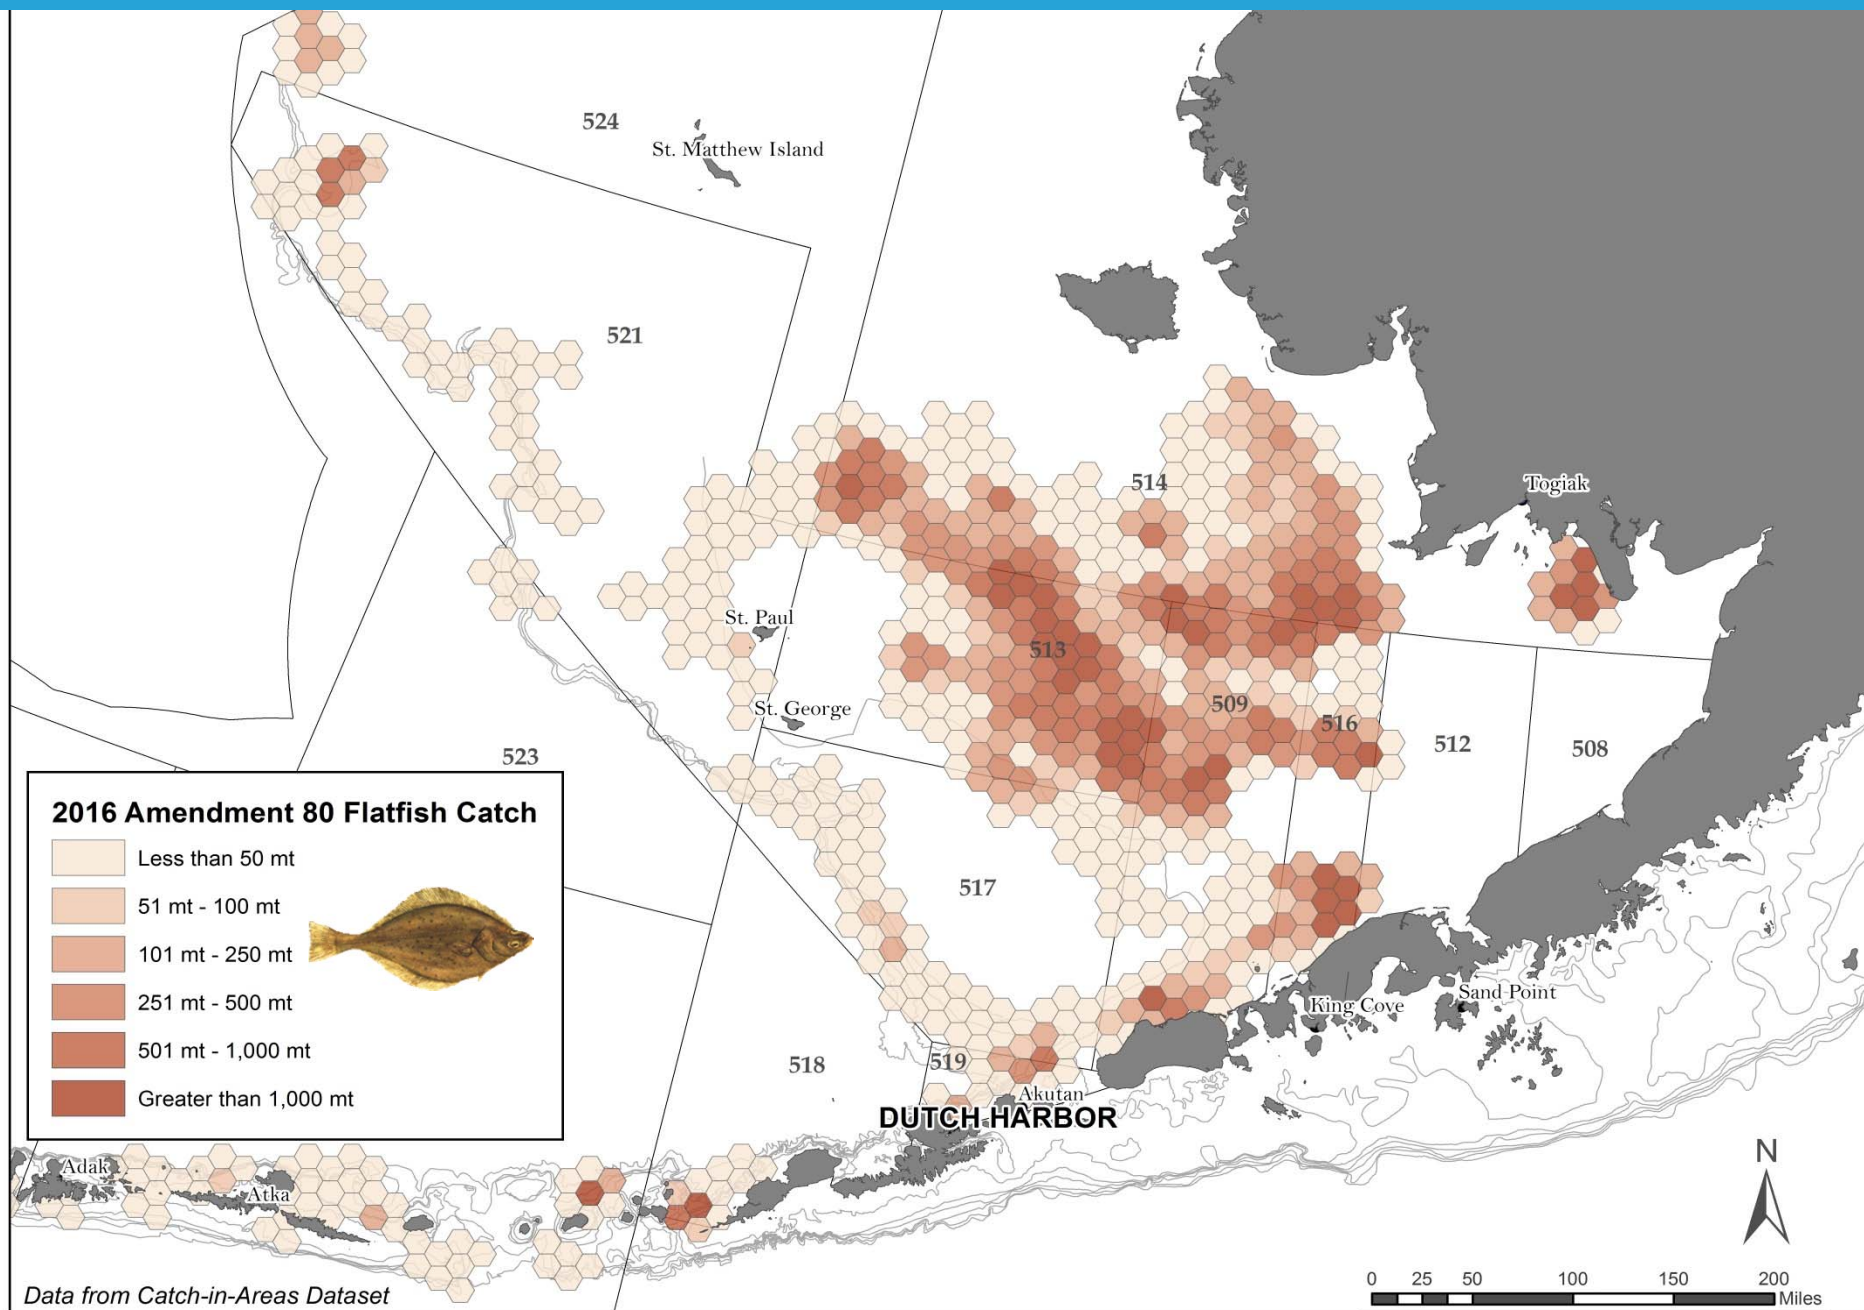 524
St. Matthew Island
521
514
Togiak
St. Paul
513
509
516
St. George
512
508
523
2016 Amendment 80 Flatfish Catch
Less than 50 mt
51 mt - 100 mt
101 mt - 250 mt
251 mt - 500 mt
501 mt - 1,000 mt
Greater than 1,000 mt
517
King Cove
Sand Point
518
519
Akutan
DUTCH HARBOR
Adak
Atka
N
0 25 50 100 150 200
Miles
Data from Catch-in-Areas Dataset